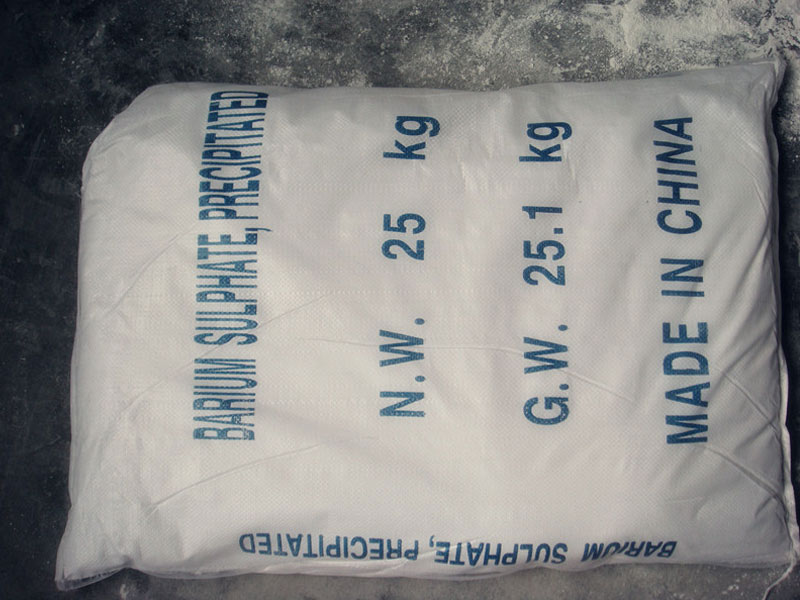 BARIUM SULPHATE, PRECIPITATED
N.W. 25 kg
G.W. 25.1 kg
MADE IN CHINA
BARIUM SULPHATE, PRECIPITATED